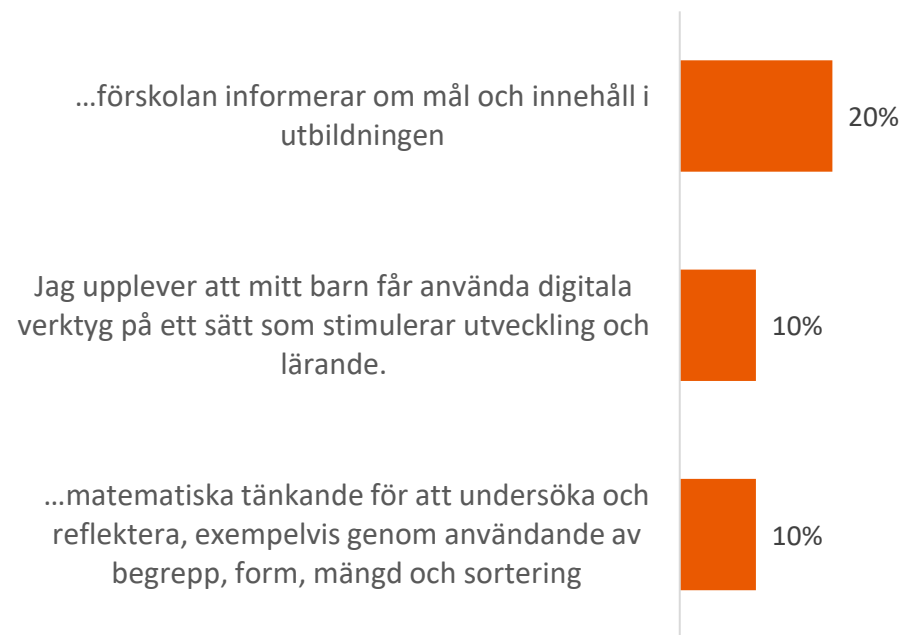 …förskolan informerar om mål och innehåll i
utbildningen
20%
Jag upplever att mitt barn får använda digitala
verktyg på ett sätt som stimulerar utveckling och
lärande.
10%
…matematiska tänkande för att undersöka och
reflektera, exempelvis genom användande av
begrepp, form, mängd och sortering
10%